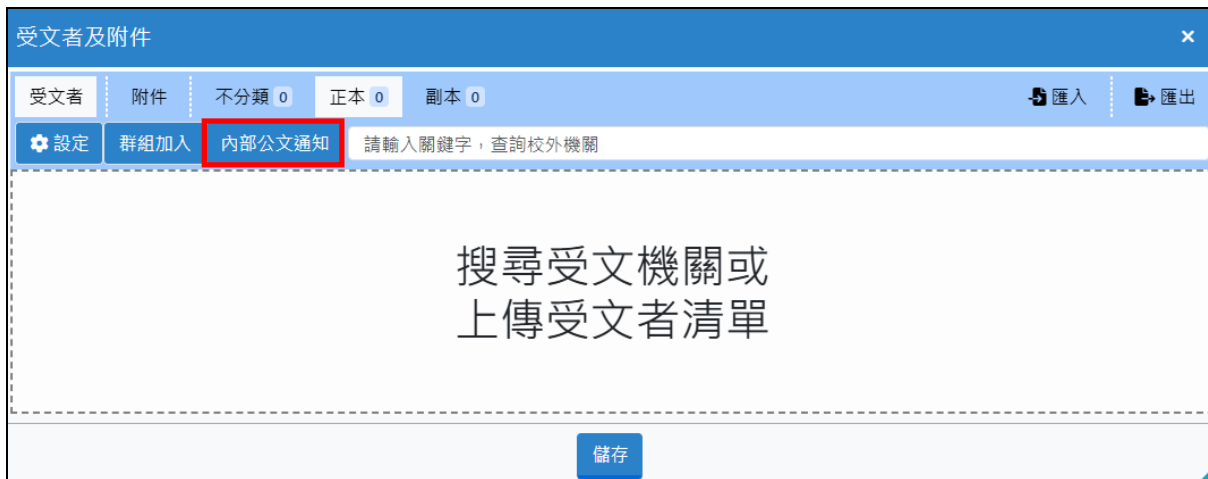 受文者及附件 ×
受文者 附件 不分類 0 正本 0 副本 0 匯入 匯出
設定 群組加入 內部公文通知 請輸入關鍵字，查詢校外機關
搜尋受文機關或
上傳受文者清單
儲存